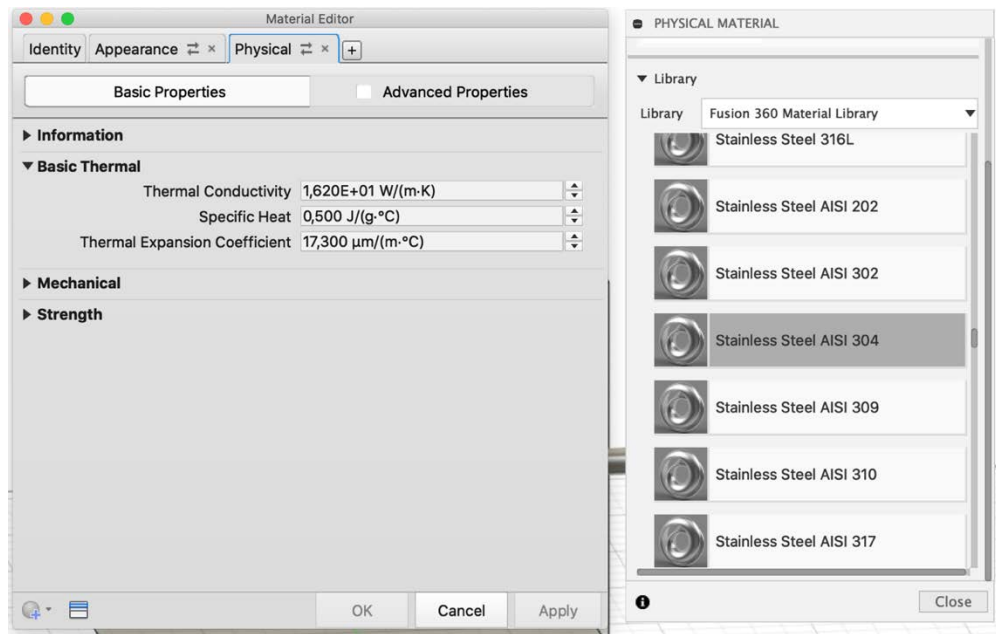 Material Editor
Identity Appearance × Physical × +
Basic Properties Advanced Properties
Information
Basic Thermal
Thermal Conductivity 1,620E+01 W/(m·K)
Specific Heat 0,500 J/(g·°C)
Thermal Expansion Coefficient 17,300 μm/(m·°C)
Mechanical
Strength
OK Cancel Apply
PHYSICAL MATERIAL
Library
Library Fusion 360 Material Library
Stainless Steel 316L
Stainless Steel AISI 202
Stainless Steel AISI 302
Stainless Steel AISI 304
Stainless Steel AISI 309
Stainless Steel AISI 310
Stainless Steel AISI 317
Close